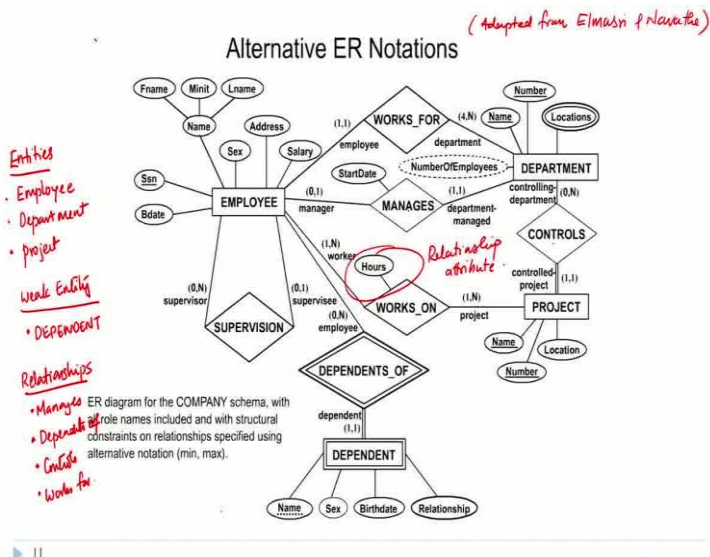 (Adapted from Elmasri & Navathe)
Alternative ER Notations
Fname
Minit
Lname
Name
Sex
Address
Salary
Ssn
Bdate
EMPLOYEE
(1,1)
employee
WORKS_FOR
(4,N)
department
Number
Name
Locations
NumberOfEmployees
DEPARTMENT
StartDate
(0,1)
manager
MANAGES
(1,1)
department-
managed
controlling-
department
(0,N)
CONTROLS
controlled-
project
(1,1)
PROJECT
Name
Number
Location
(1,N)
worker
Hours
Relationship
attribute
WORKS_ON
(1,N)
project
(0,N)
supervisor
(0,1)
supervisee
SUPERVISION
(0,N)
employee
DEPENDENTS_OF
dependent
(1,1)
DEPENDENT
Name
Sex
Birthdate
Relationship
Entities
• Employee
• Department
• project
Weak Entity
• DEPENDENT
Relationships
• Manages
• Dependents of
• Controls
• Works for
ER diagram for the COMPANY schema, with
role names included and with structural
constraints on relationships specified using
alternative notation (min, max).
11